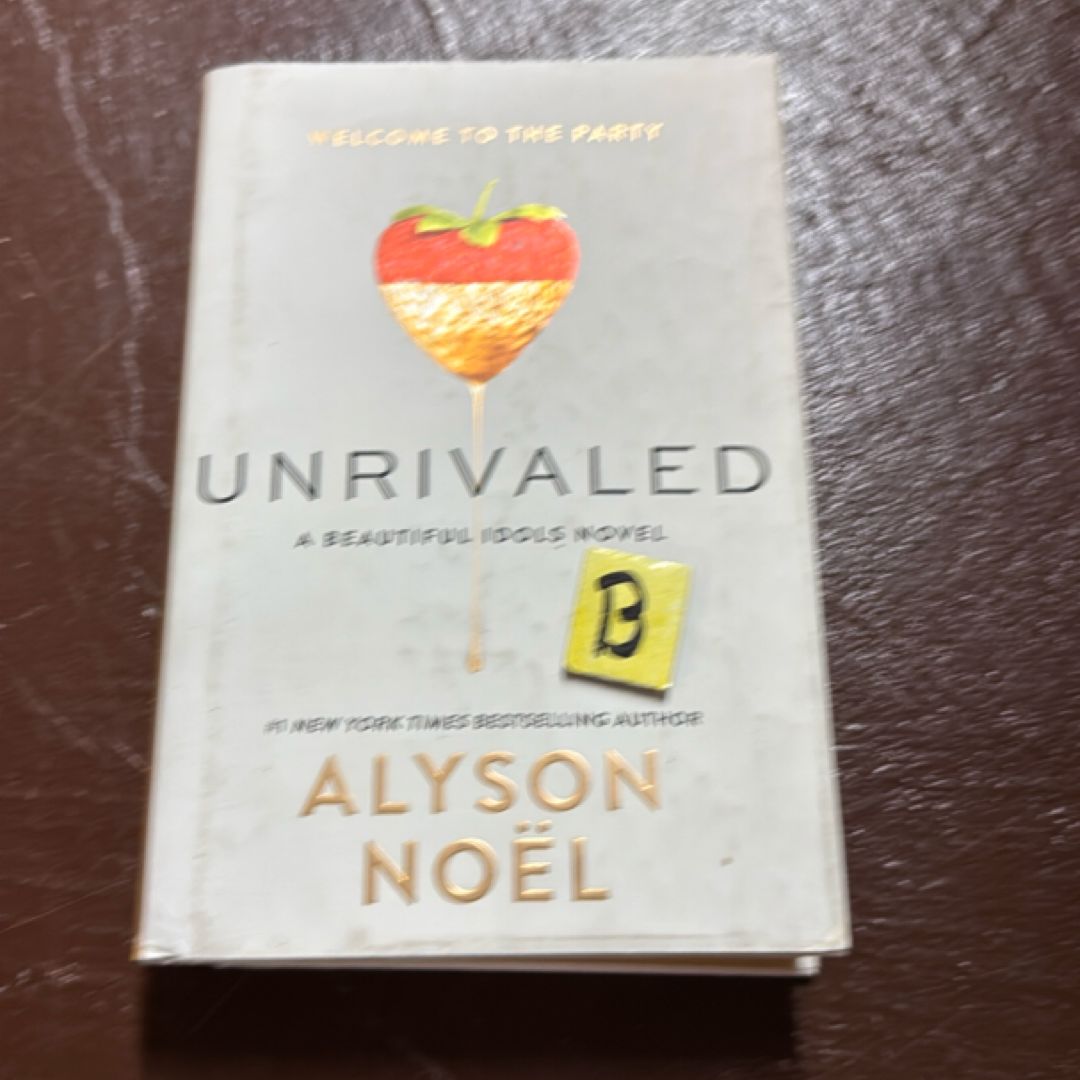 WELCOME TO THE PARTY
UNRIVALED
A BEAUTIFUL IDOLS NOVEL
B
#1 NEW YORK TIMES BESTSELLING AUTHOR
ALYSON
NOËL